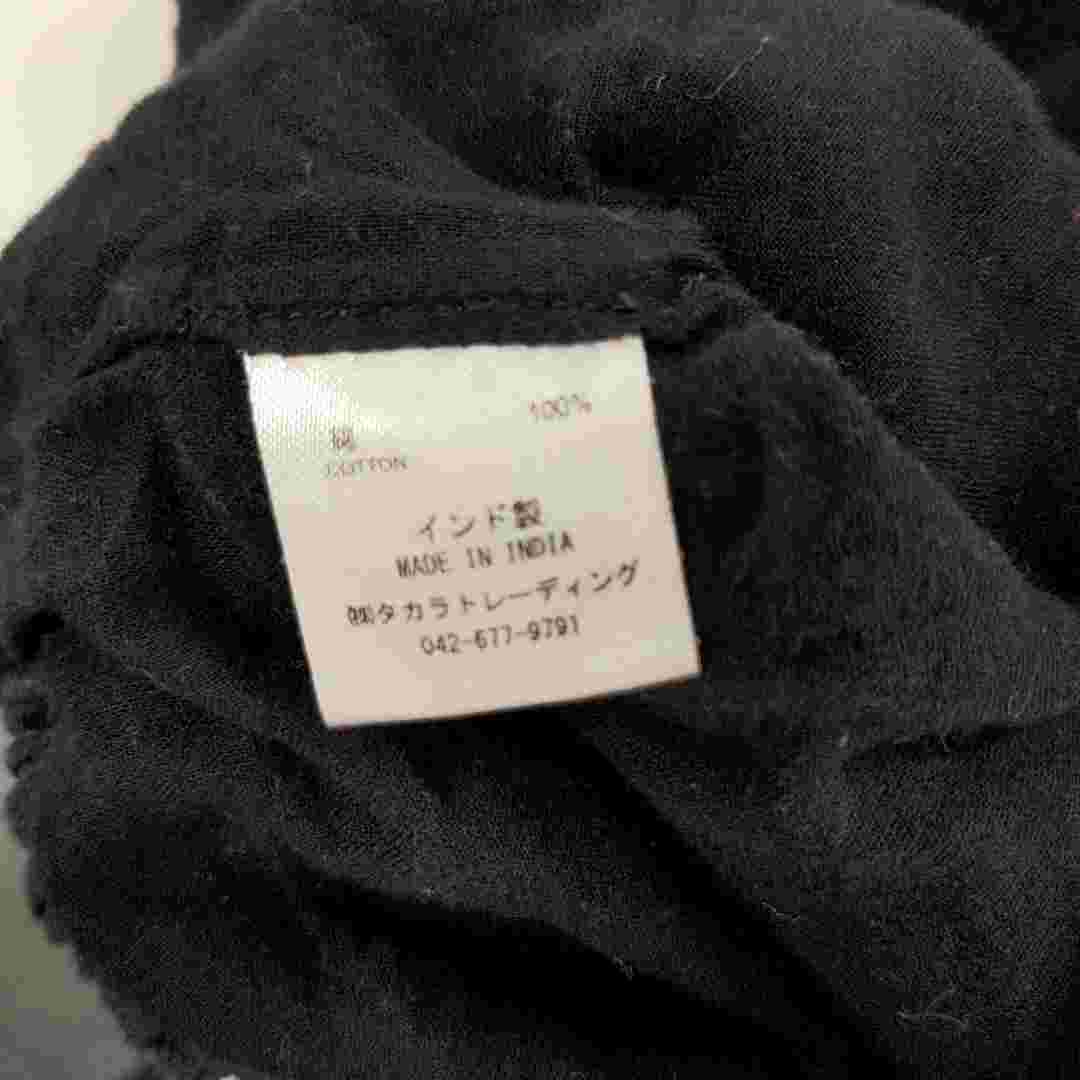 綿 100%
COTTON
インド製
MADE IN INDIA
㈱タカラトレーディング
042-677-9791